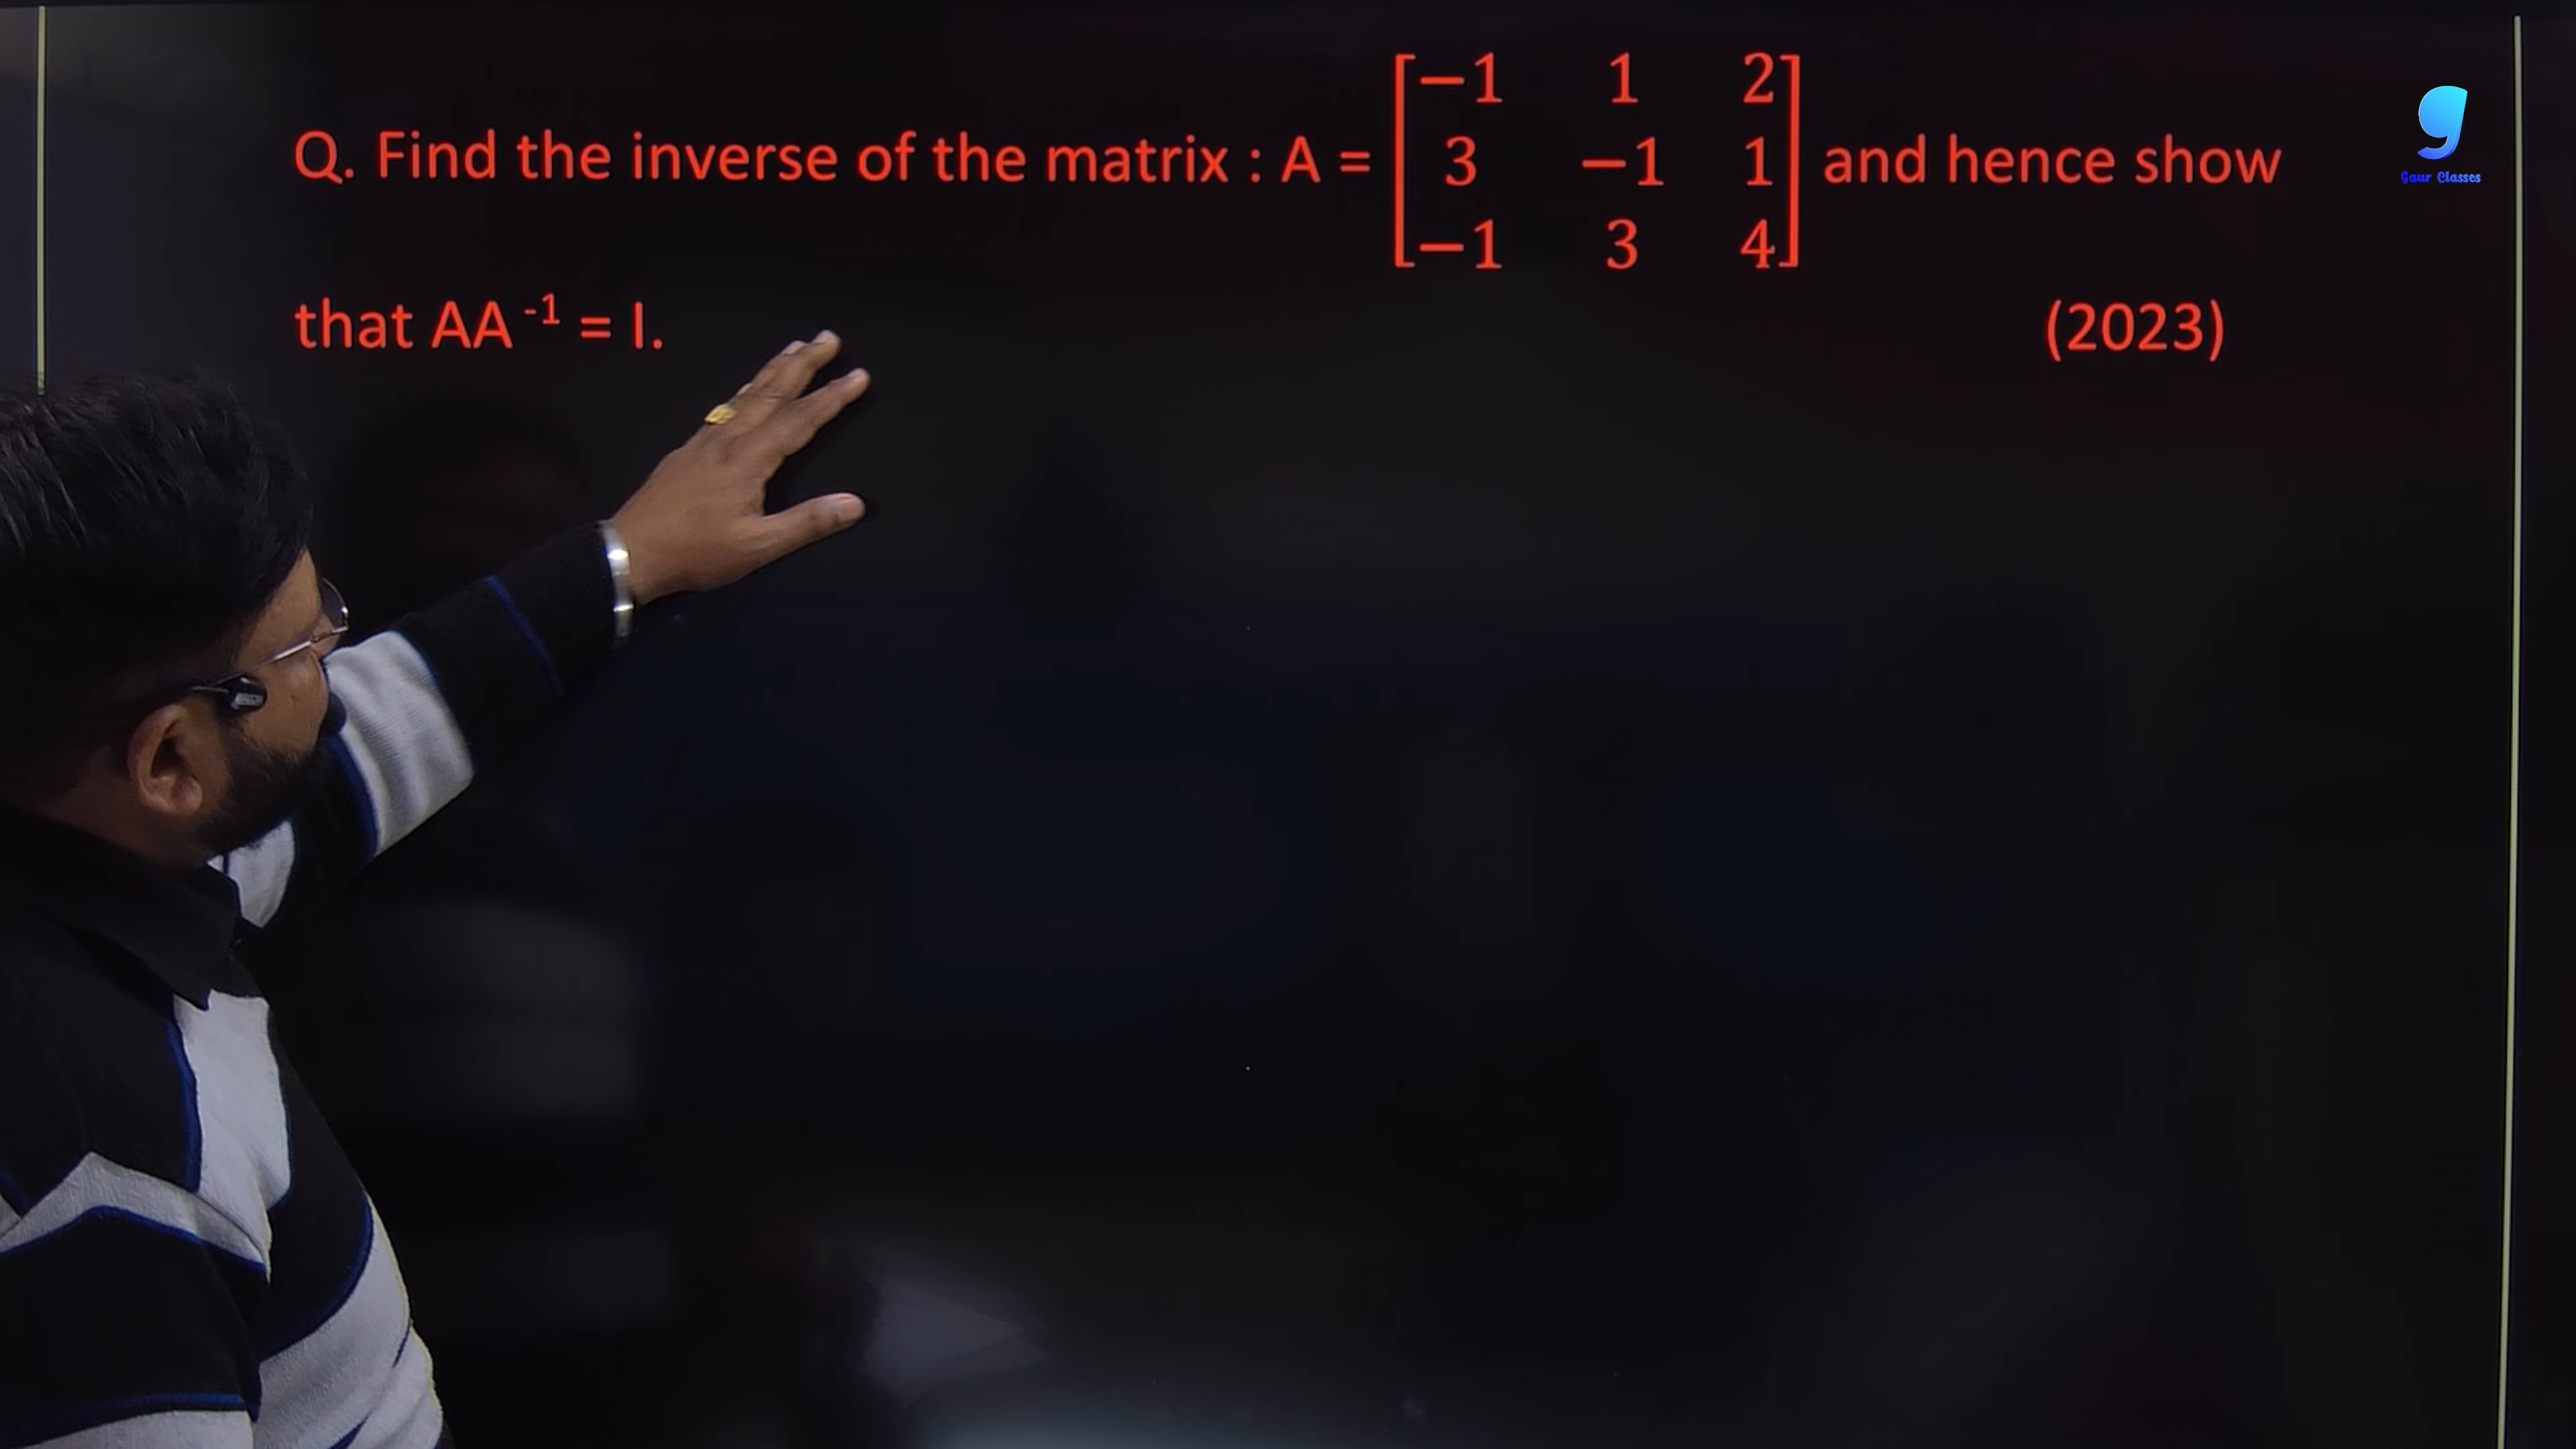 Q. Find the inverse of the matrix : A = [−1 1 2
3 −1 1
−1 3 4] and hence show
that AA⁻¹ = I. (2023)
g
Gaur Classes